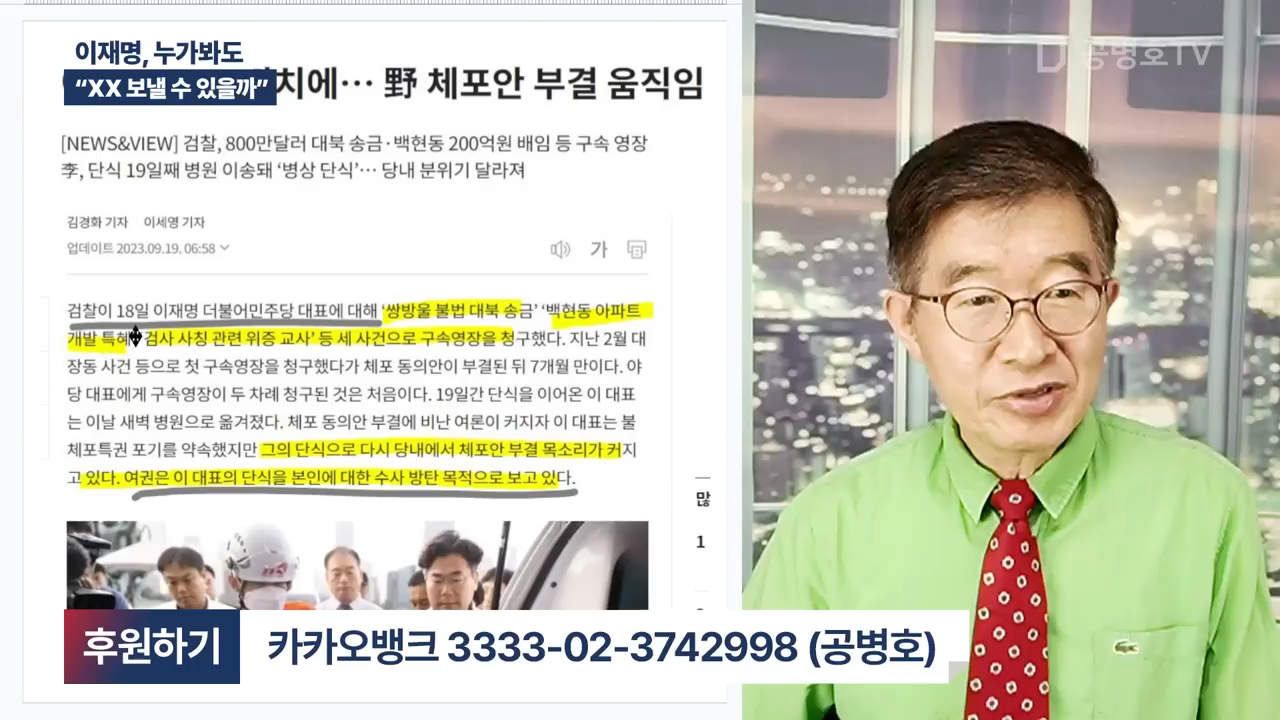 이재명, 누가봐도
“XX 보낼 수 있을까”
치에… 野 체포안 부결 움직임
[NEWS&VIEW] 검찰, 800만달러 대북 송금·백현동 200억원 배임 등 구속 영장
李, 단식 19일째 병원 이송돼 ‘병상 단식’… 당내 분위기 달라져
김경화 기자 이세영 기자
업데이트 2023.09.19. 06:58
가
검찰이 18일 이재명 더불어민주당 대표에 대해 ‘쌍방울 불법 대북 송금’ ‘백현동 아파트
개발 특혜 검사 사칭 관련 위증 교사’ 등 세 사건으로 구속영장을 청구했다. 지난 2월 대
장동 사건 등으로 첫 구속영장을 청구했다가 체포 동의안이 부결된 뒤 7개월 만이다. 야
당 대표에게 구속영장이 두 차례 청구된 것은 처음이다. 19일간 단식을 이어온 이 대표
는 이날 새벽 병원으로 옮겨졌다. 체포 동의안 부결에 비난 여론이 커지자 이 대표는 불
체포특권 포기를 약속했지만 그의 단식으로 다시 당내에서 체포안 부결 목소리가 커지
고 있다. 여권은 이 대표의 단식을 본인에 대한 수사 방탄 목적으로 보고 있다.
많
1
후원하기
카카오뱅크 3333-02-3742998 (공병호)
공병호TV